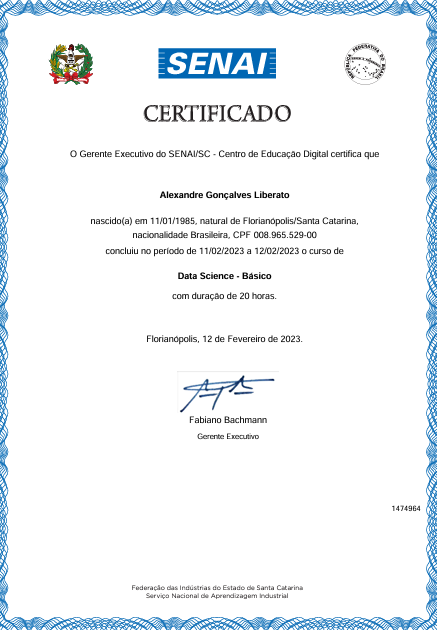 SENAI
REPÚBLICA FEDERATIVA DO BRASIL
CERTIFICADO
O Gerente Executivo do SENAI/SC - Centro de Educação Digital certifica que
Alexandre Gonçalves Liberato
nascido(a) em 11/01/1985, natural de Florianópolis/Santa Catarina,
nacionalidade Brasileira, CPF 008.965.529-00
concluiu no período de 11/02/2023 a 12/02/2023 o curso de
Data Science - Básico
com duração de 20 horas.
Florianópolis, 12 de Fevereiro de 2023.
Fabiano Bachmann
Gerente Executivo
1474964
Federação das Indústrias do Estado de Santa Catarina
Serviço Nacional de Aprendizagem Industrial